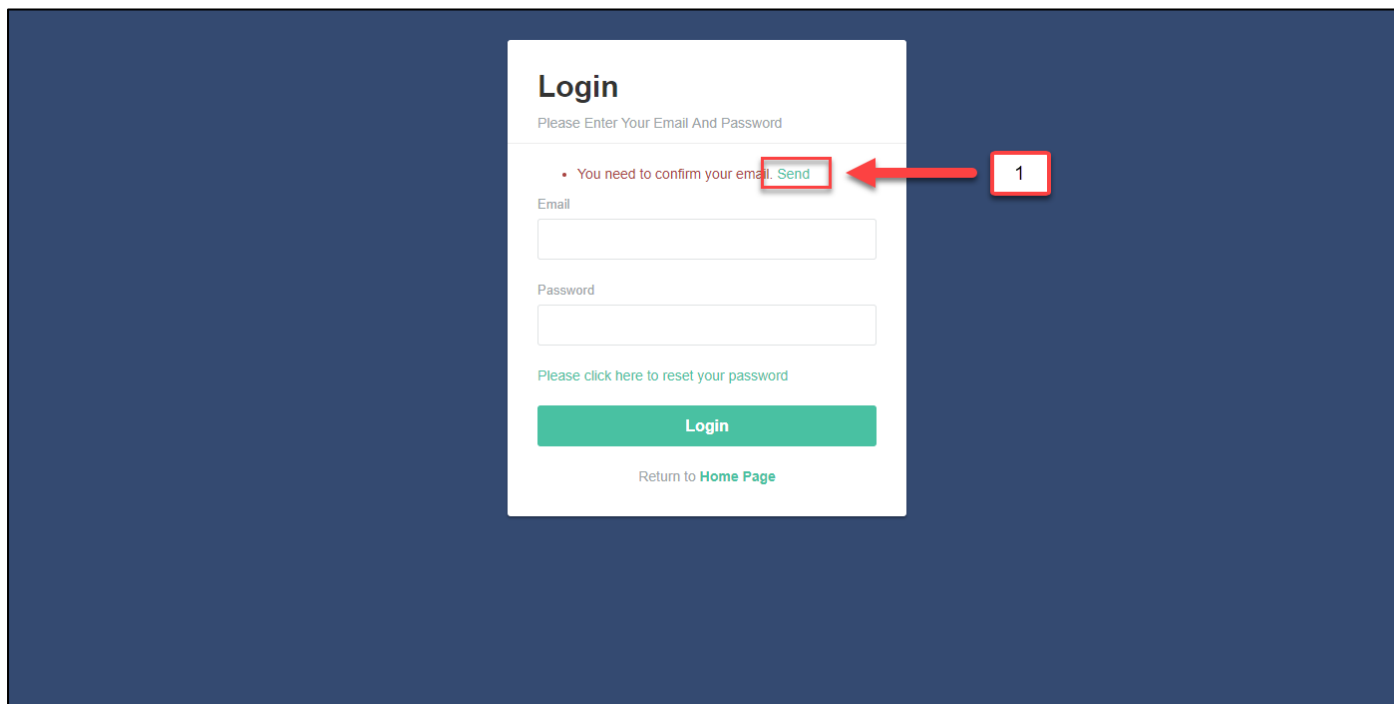 Login
Please Enter Your Email And Password
• You need to confirm your email. Send
1
Email
Password
Please click here to reset your password
Login
Return to Home Page